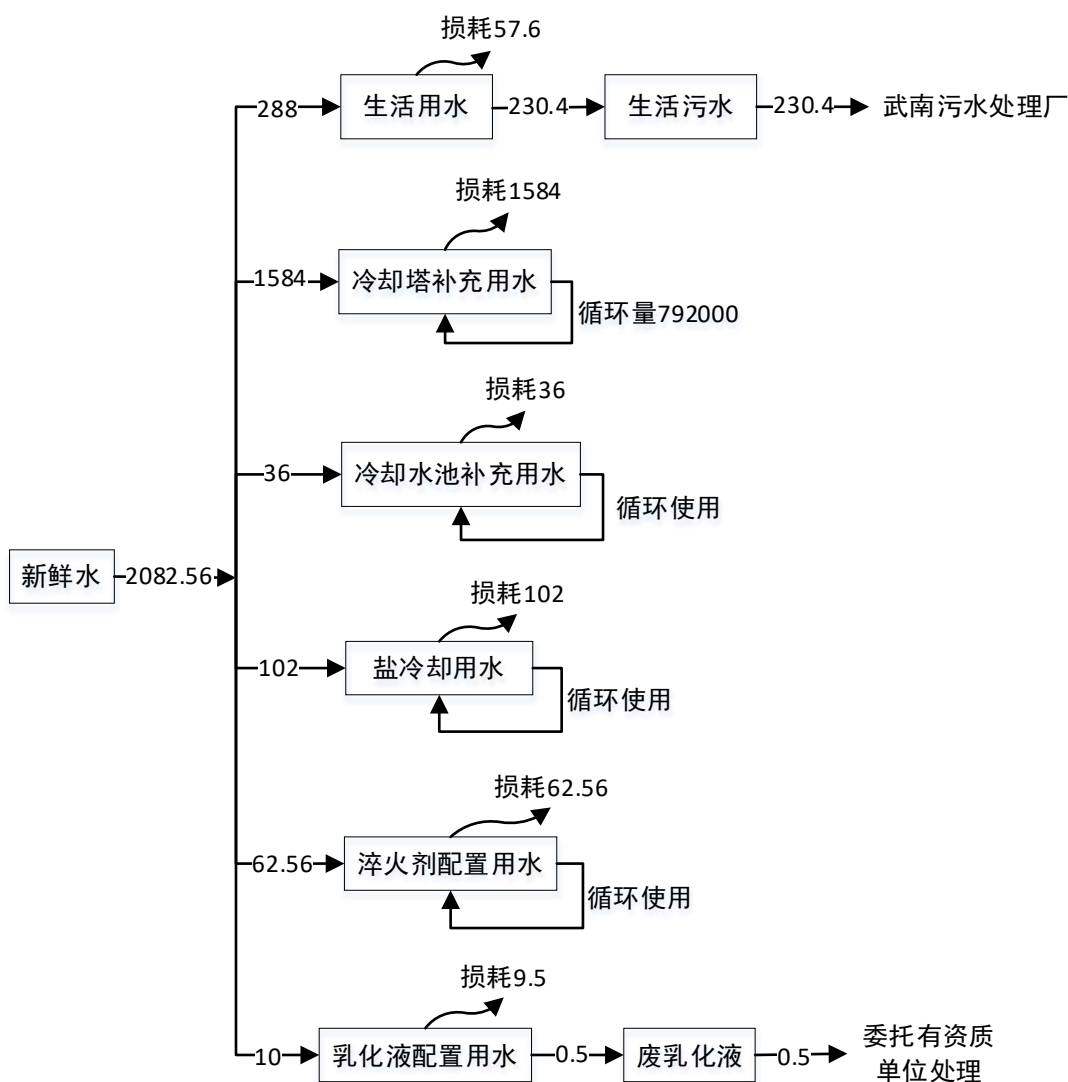 损耗57.6
288
生活用水
230.4
生活污水
230.4
武南污水处理厂
损耗1584
1584
冷却塔补充用水
循环量792000
损耗36
36
冷却水池补充用水
循环使用
新鲜水
2082.56
损耗102
102
盐冷却用水
循环使用
损耗62.56
62.56
淬火剂配置用水
循环使用
损耗9.5
10
乳化液配置用水
0.5
废乳化液
0.5
委托有资质
单位处理